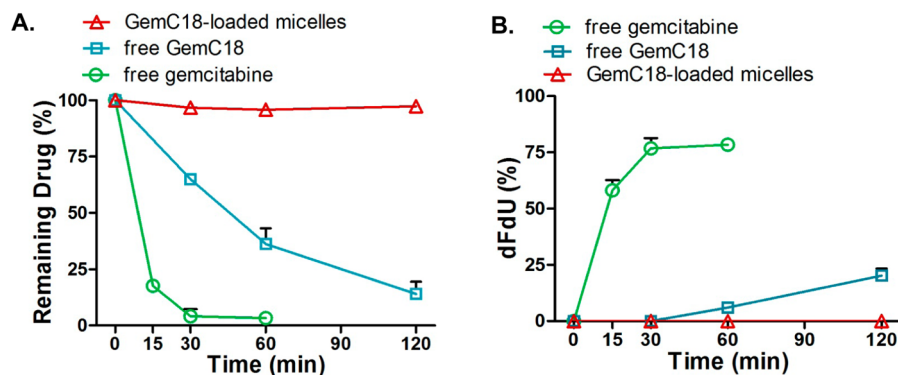 A.
GemC18-loaded micelles
free GemC18
free gemcitabine
Remaining Drug (%)
100
75
50
25
0
0 15 30 60 90 120
Time (min)
B.
free gemcitabine
free GemC18
GemC18-loaded micelles
dFdU (%)
100
75
50
25
0
0 15 30 60 90 120
Time (min)